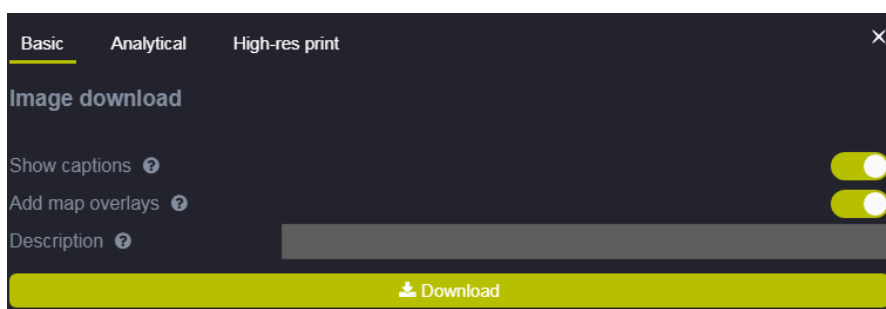 Basic Analytical High-res print
Image download
Show captions
Add map overlays
Description
Download